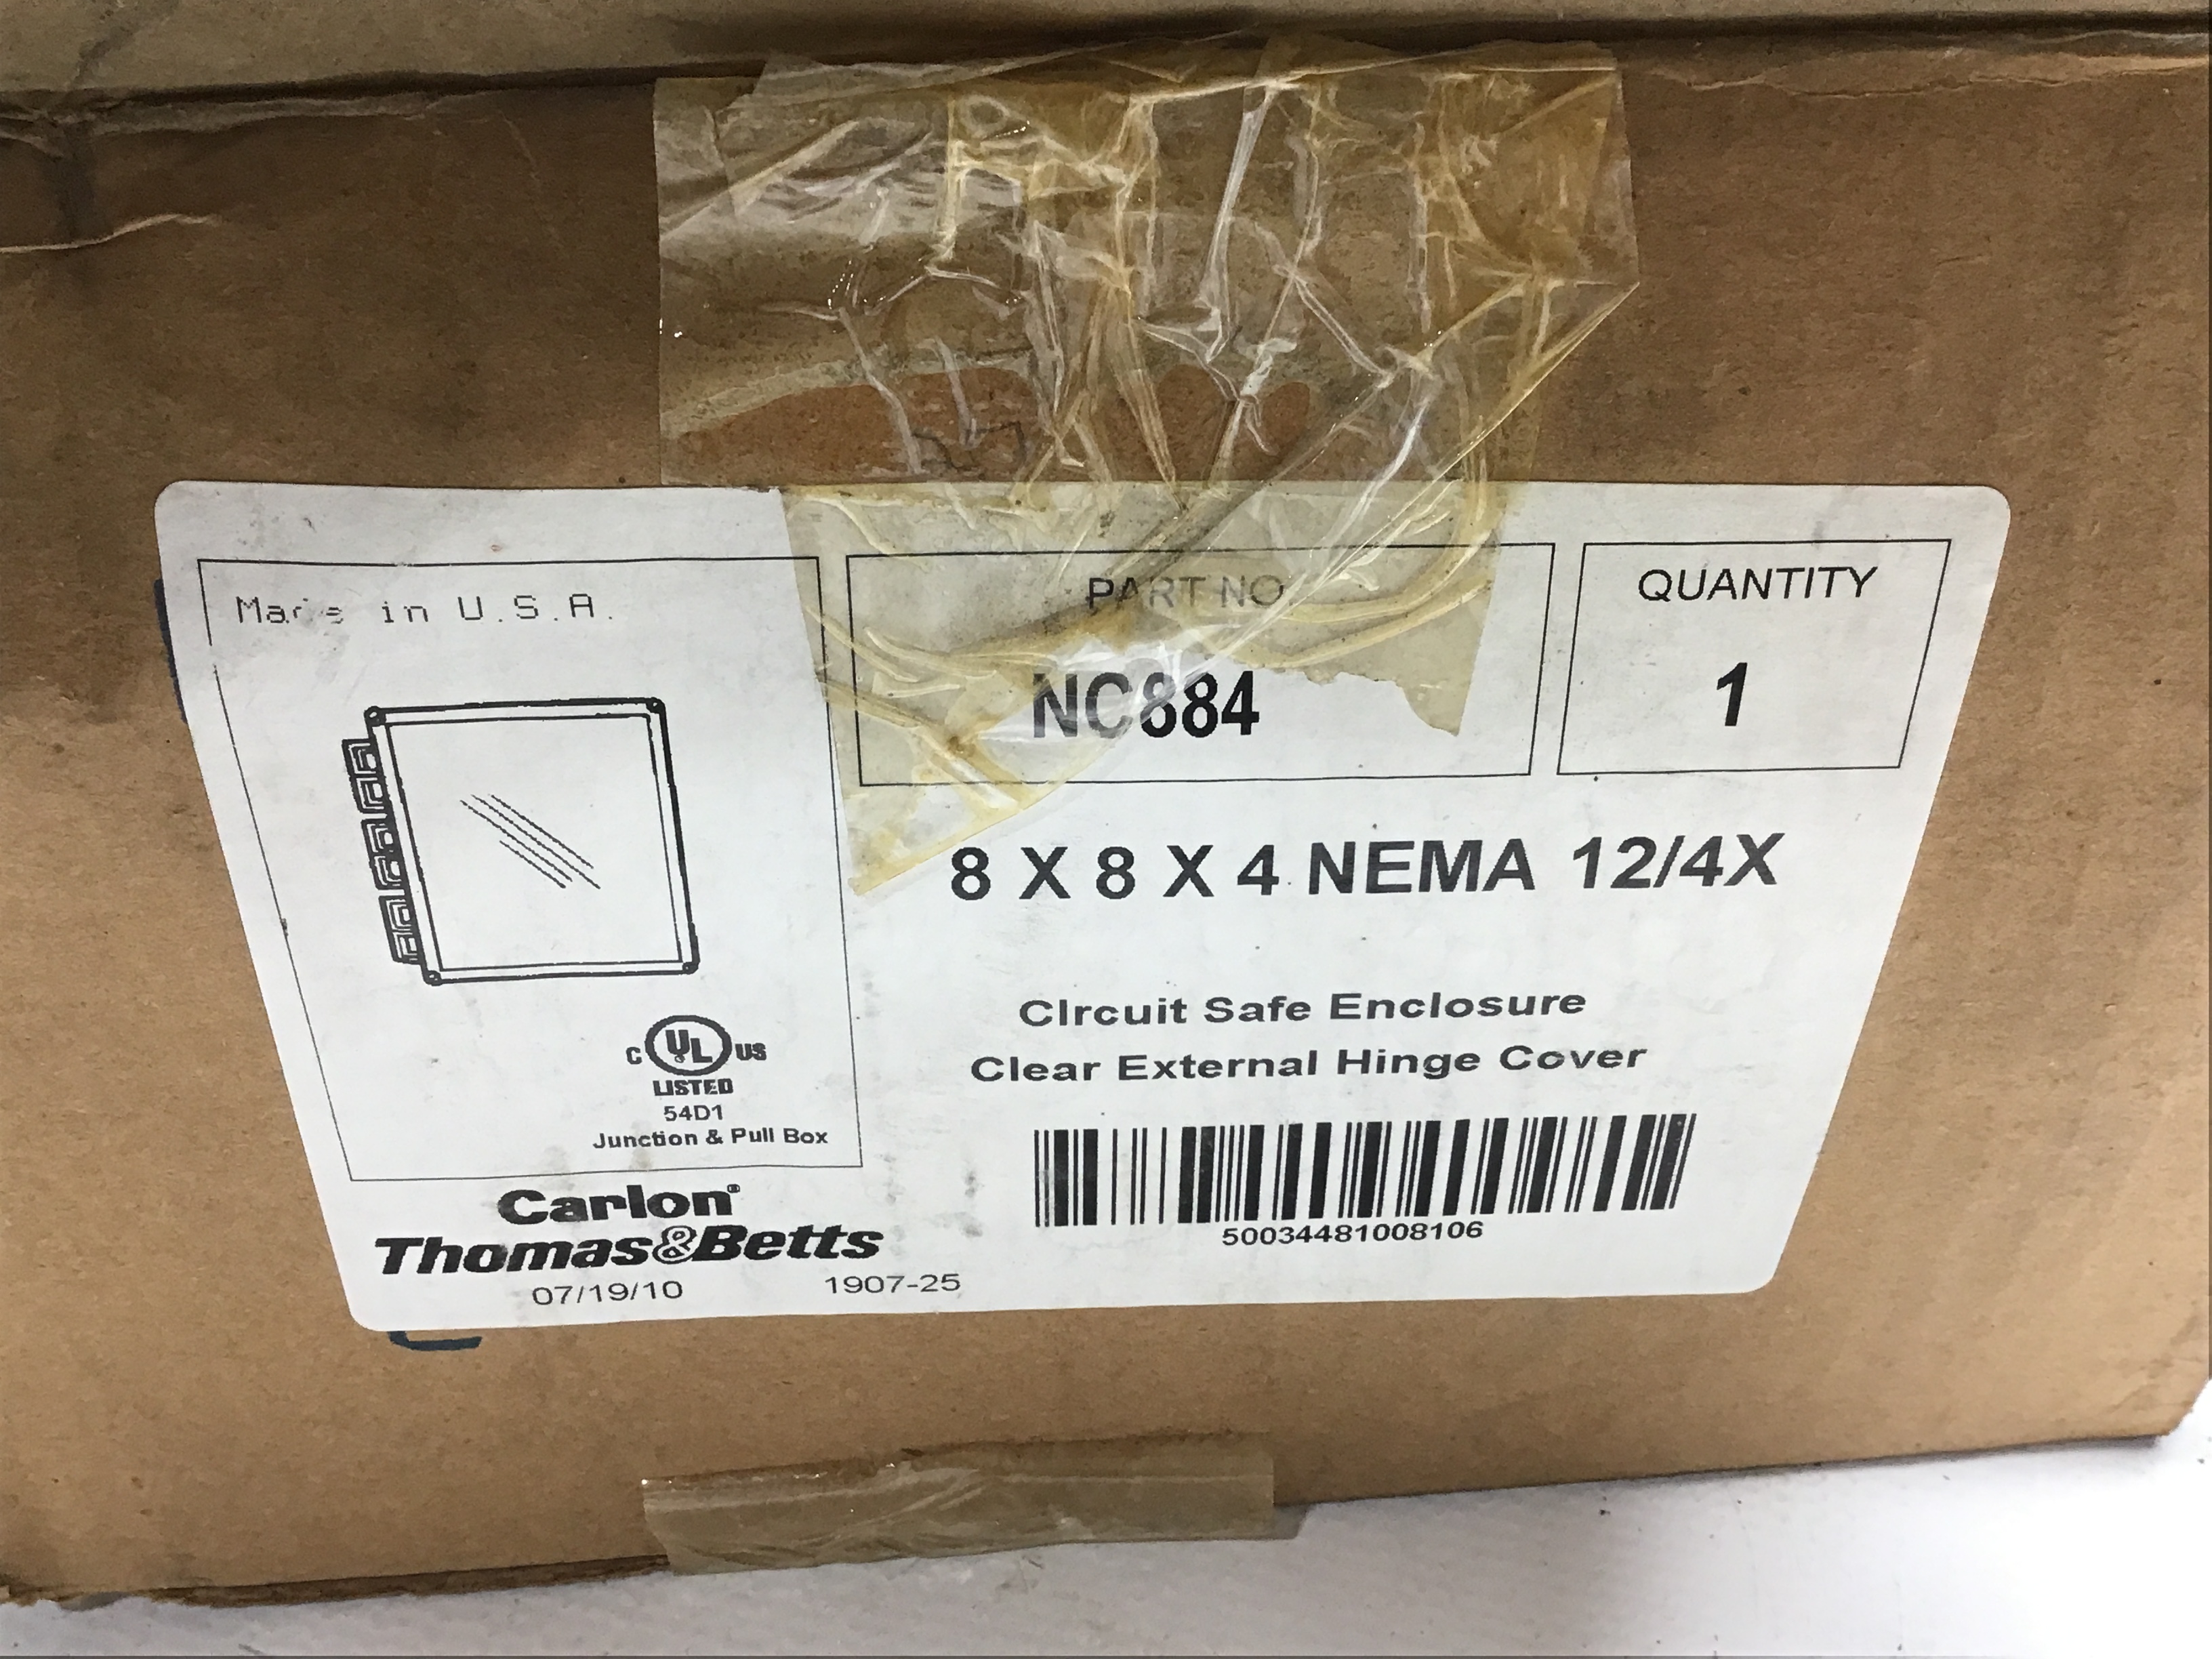 Made in U.S.A.
PART NO
NC884
QUANTITY
1
8 X 8 X 4 NEMA 12/4X
CIrcuit Safe Enclosure
Clear External Hinge Cover
C UL US
LISTED
54D1
Junction & Pull Box
Carlon®
Thomas&Betts
07/19/10 1907-25
50034481008106